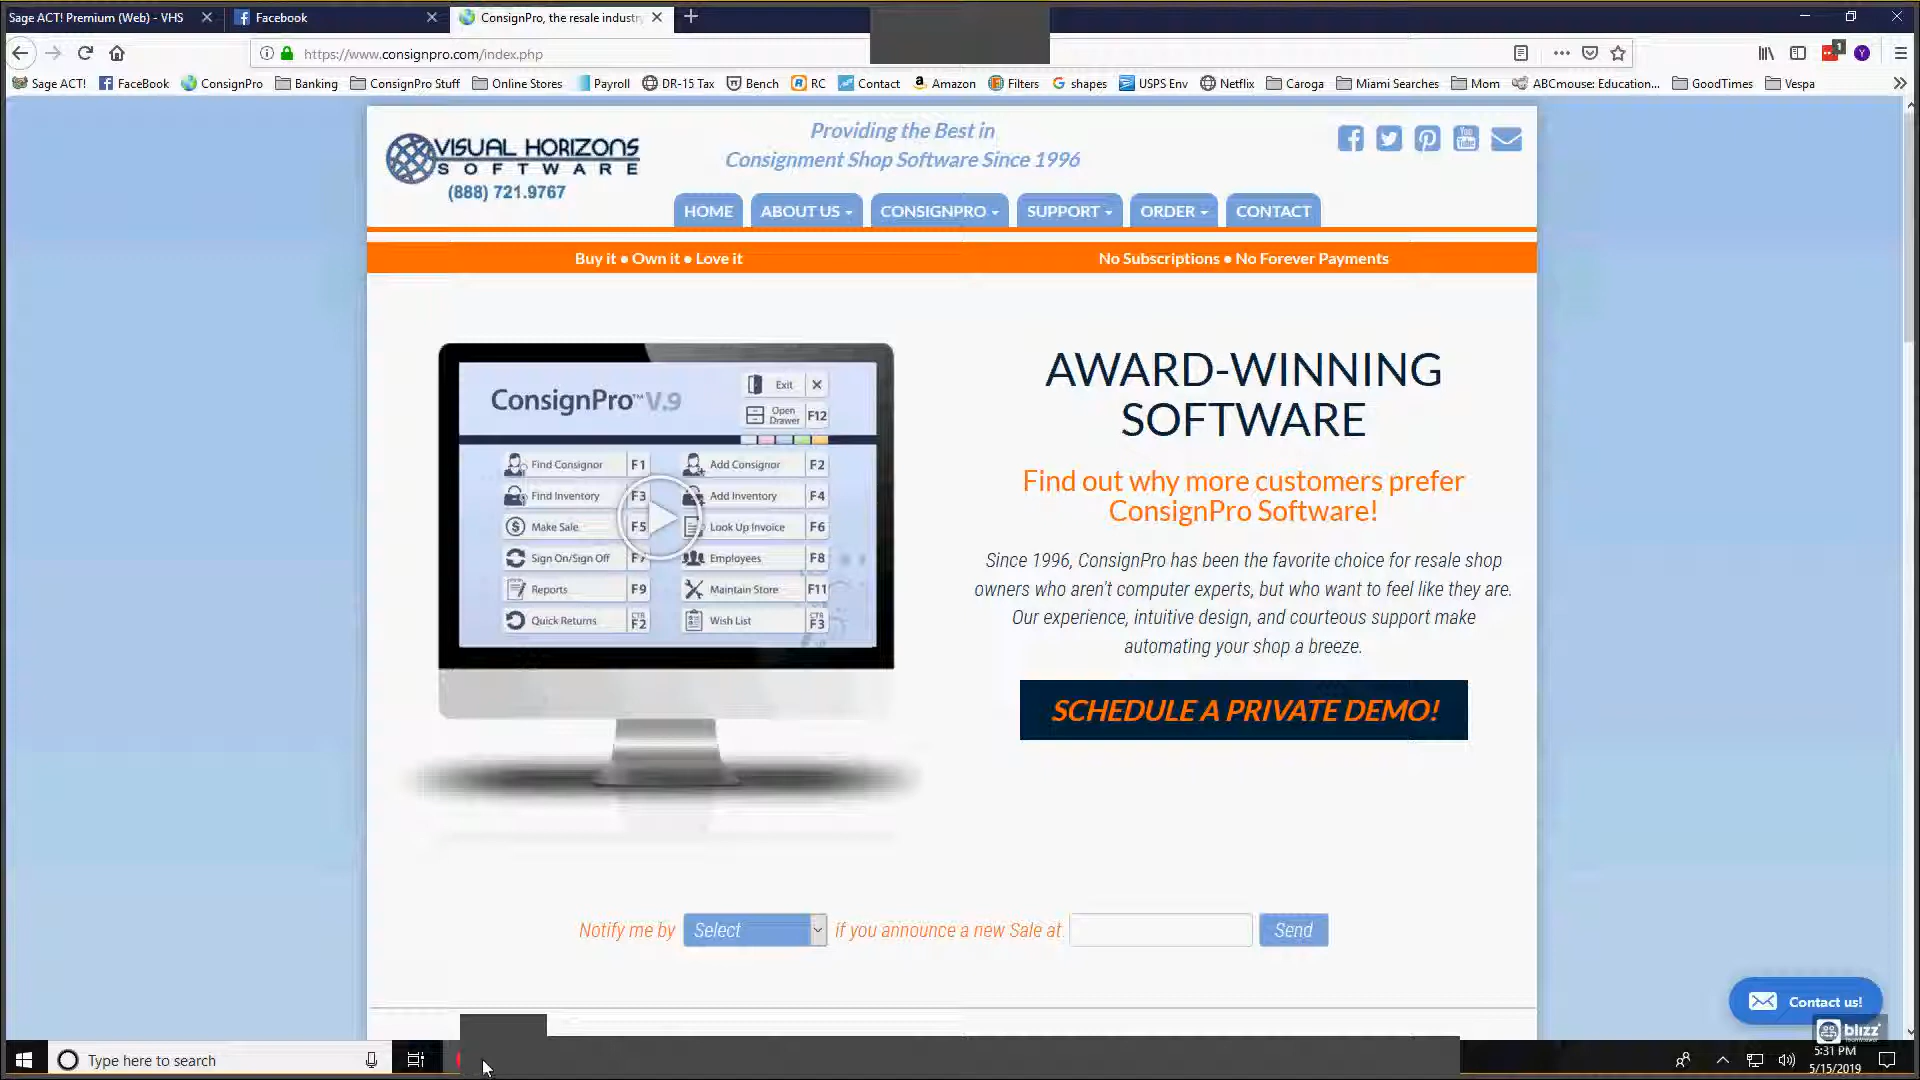 Sage ACT! Premium (Web) - VHS
Facebook
ConsignPro, the resale industry
https://www.consignpro.com/index.php
1
Y
Sage ACT!
FaceBook
ConsignPro
Banking
ConsignPro Stuff
Online Stores
Payroll
DR-15 Tax
Bench
RC
Contact
Amazon
Filters
shapes
USPS Env
Netflix
Caroga
Miami Searches
Mom
ABCmouse: Education...
GoodTimes
Vespa
VISUAL HORIZONS
SOFTWARE
(888) 721.9767
Providing the Best in
Consignment Shop Software Since 1996
You
Tube
HOME
ABOUT US
CONSIGNPRO
SUPPORT
ORDER
CONTACT
Buy it • Own it • Love it
No Subscriptions • No Forever Payments
ConsignPro™ V.9
Exit
Open
Drawer
F12
Find Consignor F1
Add Consignor F2
Find Inventory F3
Add Inventory F4
Make Sale F5
Look Up Invoice F6
Sign On/Sign Off F7
Employees F8
Reports F9
Maintain Store F11
Quick Returns CTR F2
Wish List CTR F3
AWARD-WINNING
SOFTWARE
Find out why more customers prefer
ConsignPro Software!
Since 1996, ConsignPro has been the favorite choice for resale shop
owners who aren't computer experts, but who want to feel like they are.
Our experience, intuitive design, and courteous support make
automating your shop a breeze.
SCHEDULE A PRIVATE DEMO!
Notify me by Select if you announce a new Sale at. Send
Contact us!
blizz
Type here to search
5:31 PM
5/15/2019